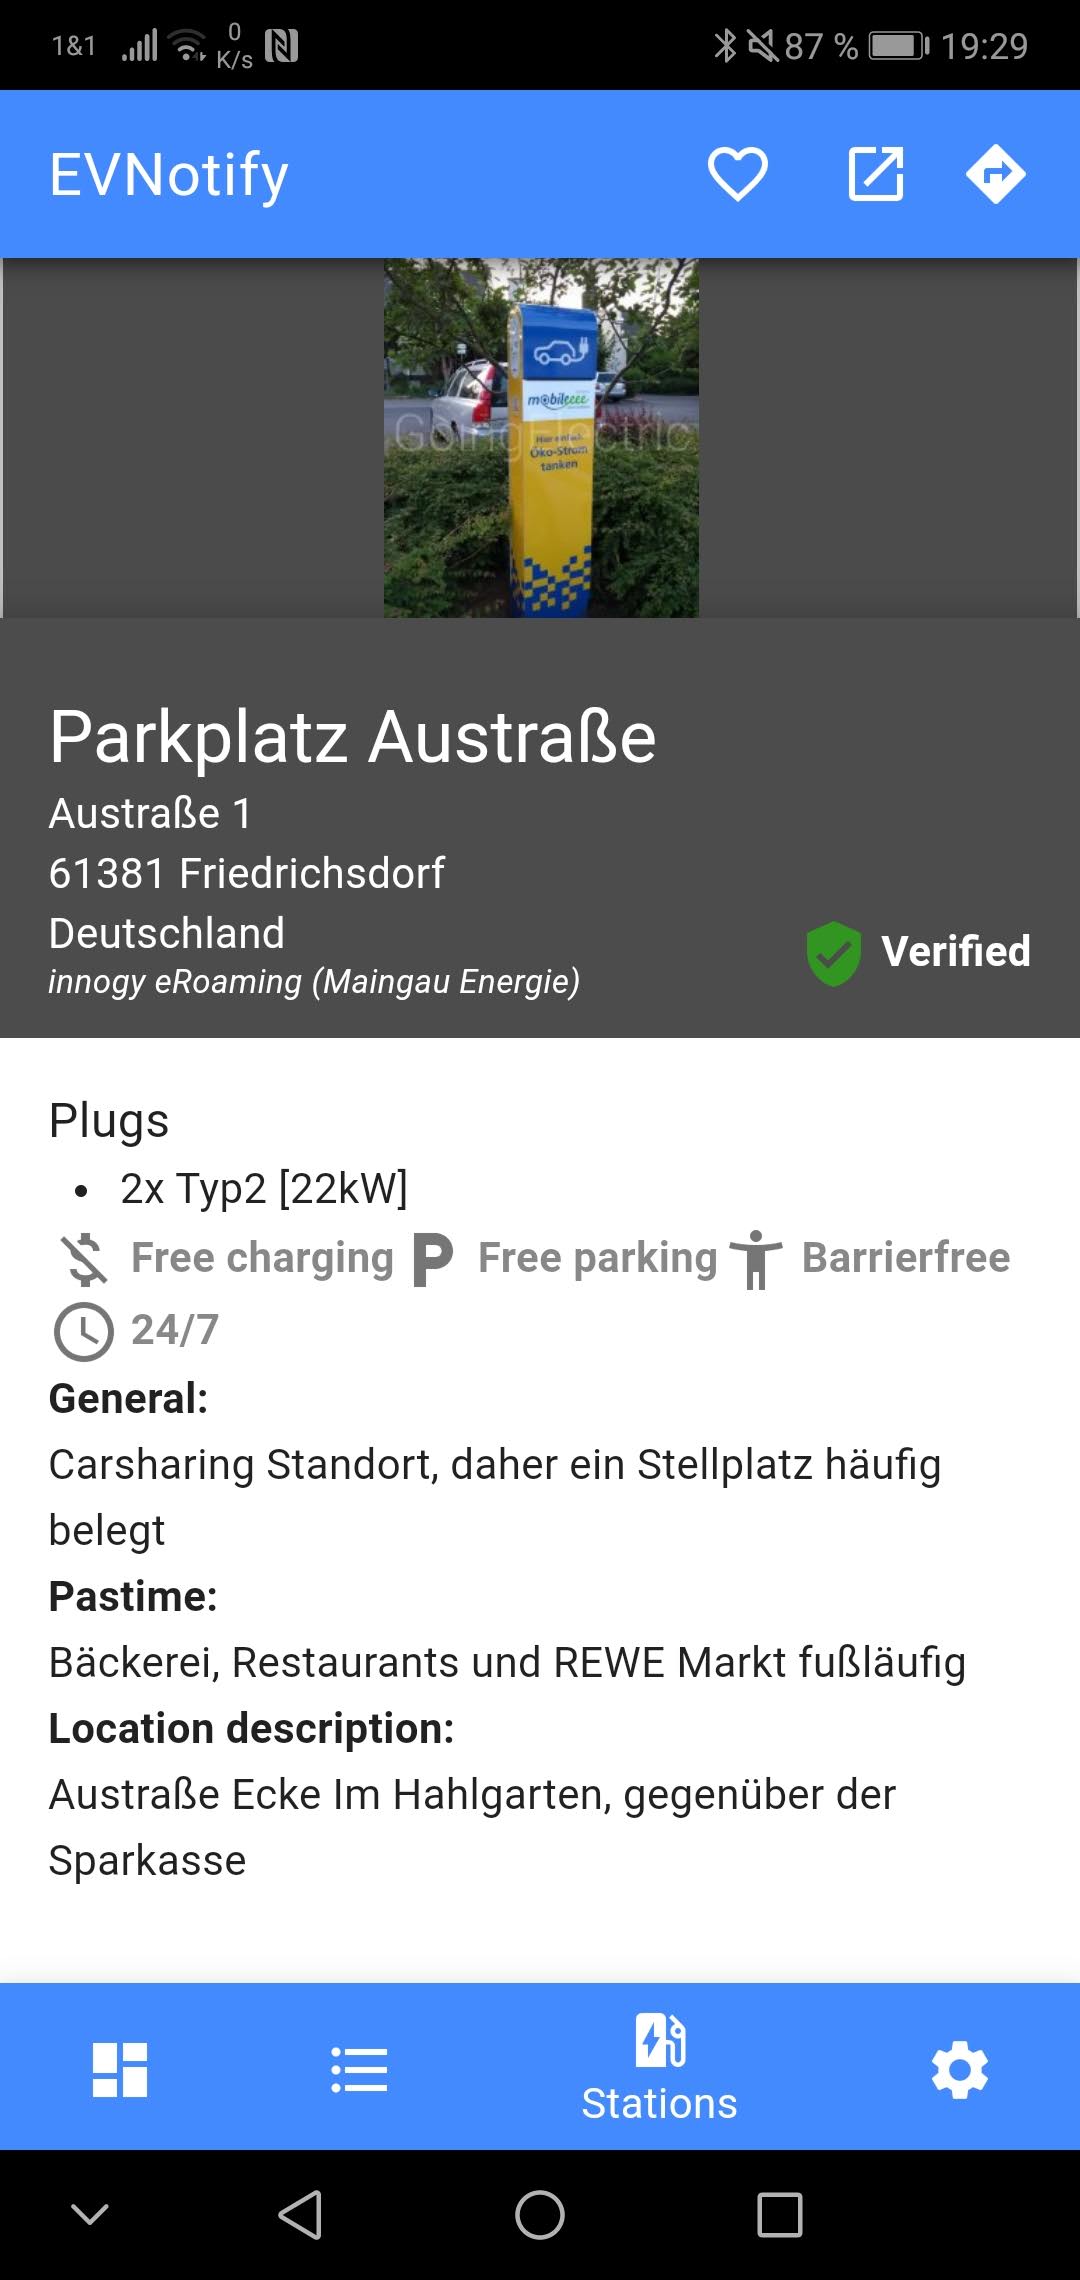 1&1 0 K/s 87 % 19:29
EVNotify
mobileeee
Hier einfach
Öko-Strom
tanken
GoingElectric
Parkplatz Austraße
Austraße 1
61381 Friedrichsdorf
Deutschland
Verified
innogy eRoaming (Maingau Energie)
Plugs
• 2x Typ2 [22kW]
Free charging Free parking Barrierfree
24/7
General:
Carsharing Standort, daher ein Stellplatz häufig
belegt
Pastime:
Bäckerei, Restaurants und REWE Markt fußläufig
Location description:
Austraße Ecke Im Hahlgarten, gegenüber der
Sparkasse
Stations